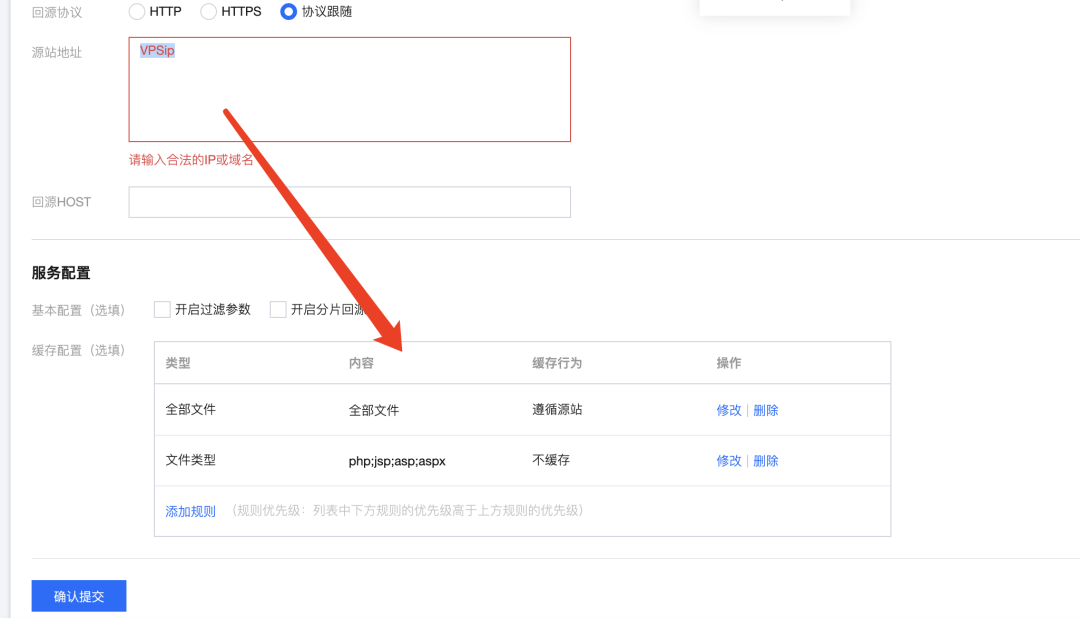 回源协议 HTTP HTTPS 协议跟随
源站地址 VPSip
请输入合法的IP或域名
回源HOST
服务配置
基本配置（选填） 开启过滤参数 开启分片回源
缓存配置（选填） 类型 内容 缓存行为 操作
全部文件 全部文件 遵循源站 修改 | 删除
文件类型 php;jsp;asp;aspx 不缓存 修改 | 删除
添加规则 （规则优先级：列表中下方规则的优先级高于上方规则的优先级）
确认提交